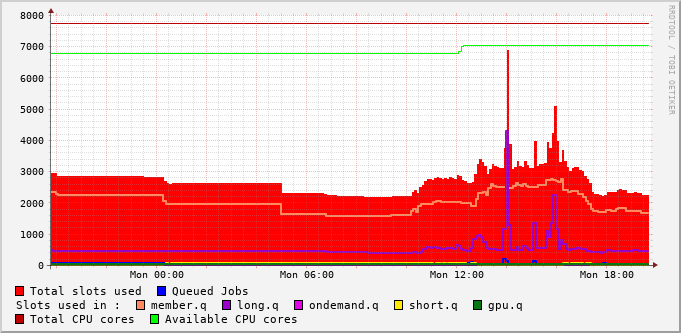 8000
7000
6000
5000
4000
3000
2000
1000
0
Mon 00:00 Mon 06:00 Mon 12:00 Mon 18:00
RRDTOOL / TOBI OETIKER
Total slots used Queued Jobs
Slots used in : member.q long.q ondemand.q short.q gpu.q
Total CPU cores Available CPU cores